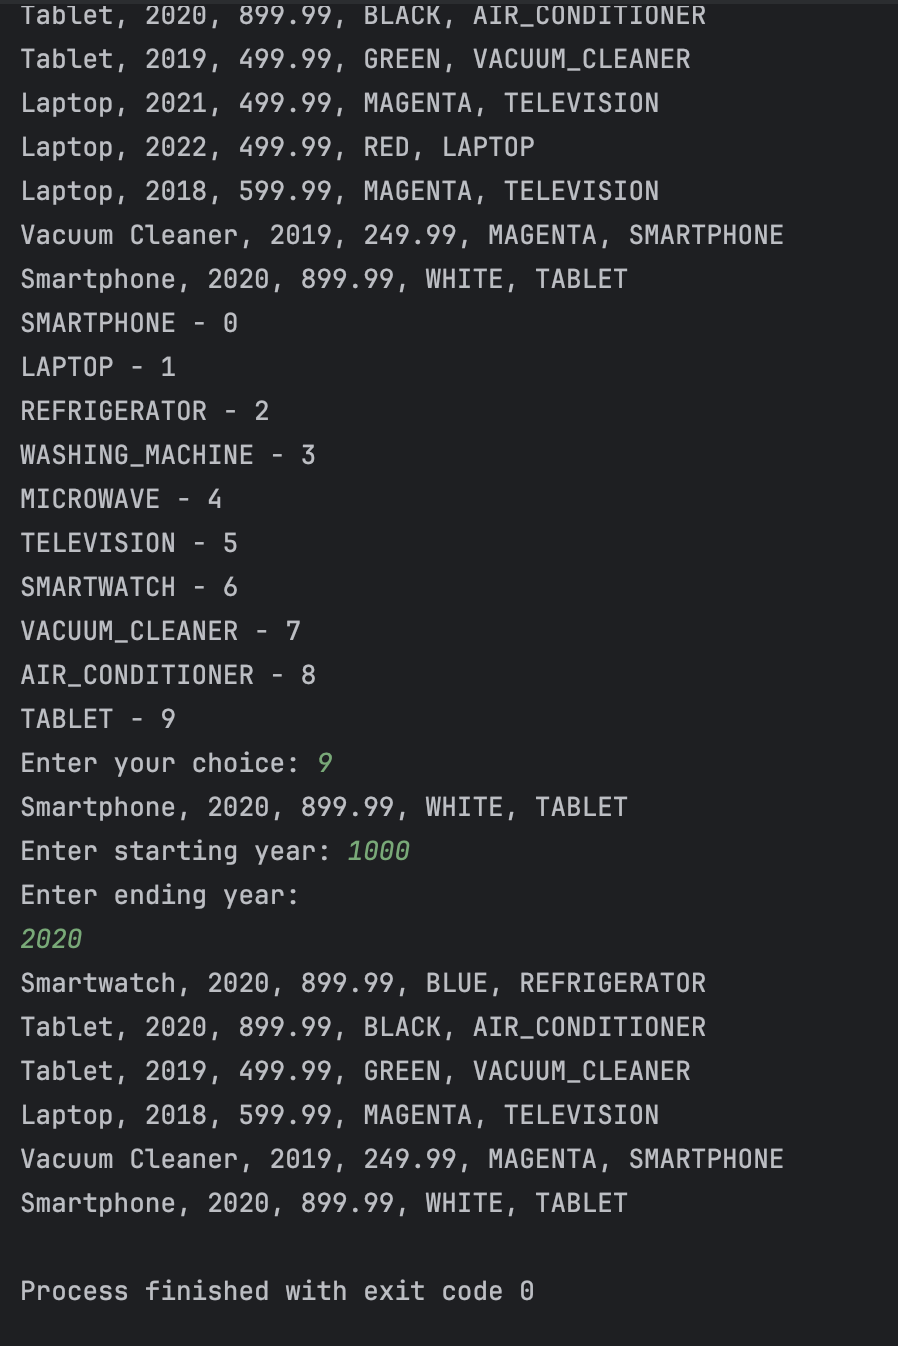 Tablet, 2020, 899.99, BLACK, AIR_CONDITIONER
Tablet, 2019, 499.99, GREEN, VACUUM_CLEANER
Laptop, 2021, 499.99, MAGENTA, TELEVISION
Laptop, 2022, 499.99, RED, LAPTOP
Laptop, 2018, 599.99, MAGENTA, TELEVISION
Vacuum Cleaner, 2019, 249.99, MAGENTA, SMARTPHONE
Smartphone, 2020, 899.99, WHITE, TABLET
SMARTPHONE - 0
LAPTOP - 1
REFRIGERATOR - 2
WASHING_MACHINE - 3
MICROWAVE - 4
TELEVISION - 5
SMARTWATCH - 6
VACUUM_CLEANER - 7
AIR_CONDITIONER - 8
TABLET - 9
Enter your choice: 9
Smartphone, 2020, 899.99, WHITE, TABLET
Enter starting year: 1000
Enter ending year:
2020
Smartwatch, 2020, 899.99, BLUE, REFRIGERATOR
Tablet, 2020, 899.99, BLACK, AIR_CONDITIONER
Tablet, 2019, 499.99, GREEN, VACUUM_CLEANER
Laptop, 2018, 599.99, MAGENTA, TELEVISION
Vacuum Cleaner, 2019, 249.99, MAGENTA, SMARTPHONE
Smartphone, 2020, 899.99, WHITE, TABLET
Process finished with exit code 0